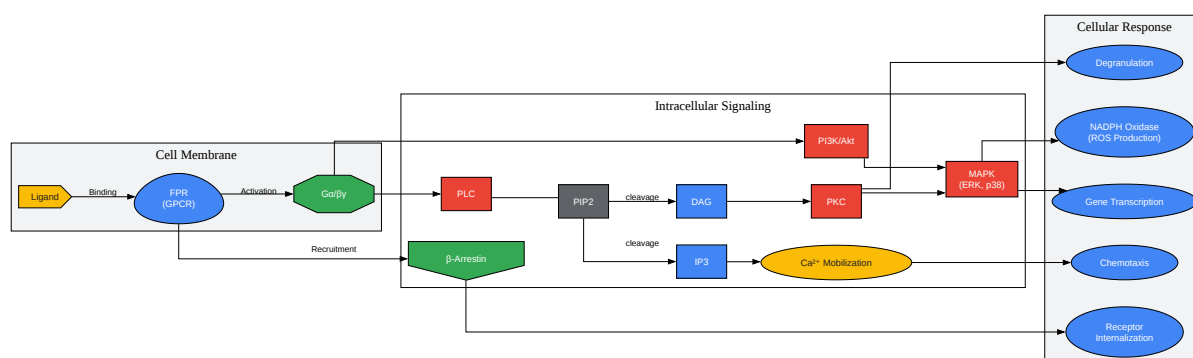 Cellular Response
Degranulation
Intracellular Signaling
NADPH Oxidase
(ROS Production)
PI3K/Akt
Cell Membrane
MAPK
(ERK, p38)
Ligand
Binding
FPR
(GPCR)
Activation
Gα/βγ
PLC
PIP2
cleavage
DAG
PKC
Gene Transcription
Recruitment
β-Arrestin
cleavage
IP3
Ca²⁺ Mobilization
Chemotaxis
Receptor
Internalization